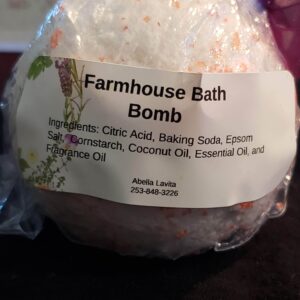 Farmhouse Bath
Bomb
Ingredients: Citric Acid, Baking Soda, Epsom
Salt, Cornstarch, Coconut Oil, Essential Oil, and
Fragrance Oil
Abella Lavita
253-848-3226